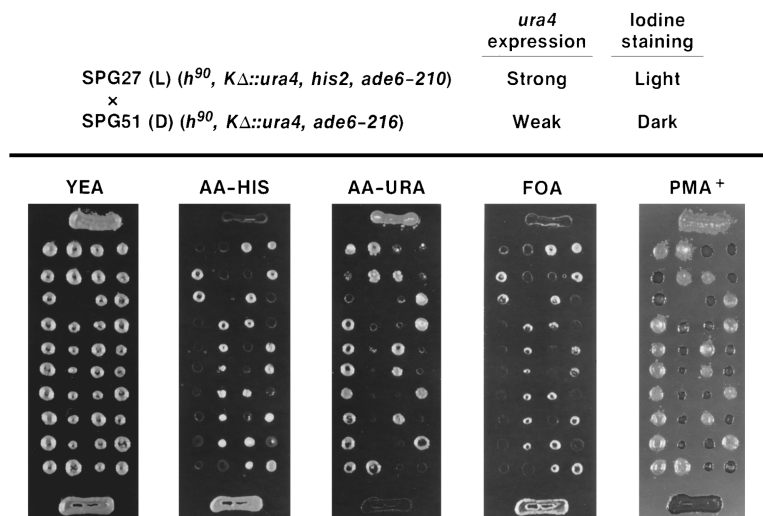 ura4 expression
Iodine staining
SPG27 (L) (h90, KΔ::ura4, his2, ade6-210) Strong Light
×
SPG51 (D) (h90, KΔ::ura4, ade6-216) Weak Dark
YEA AA-HIS AA-URA FOA PMA+